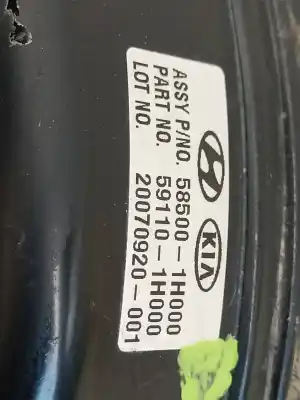 KIA
ASSY P/NO. 58500-1H000
PART NO. 59110-1H000
LOT NO. 20070920-001